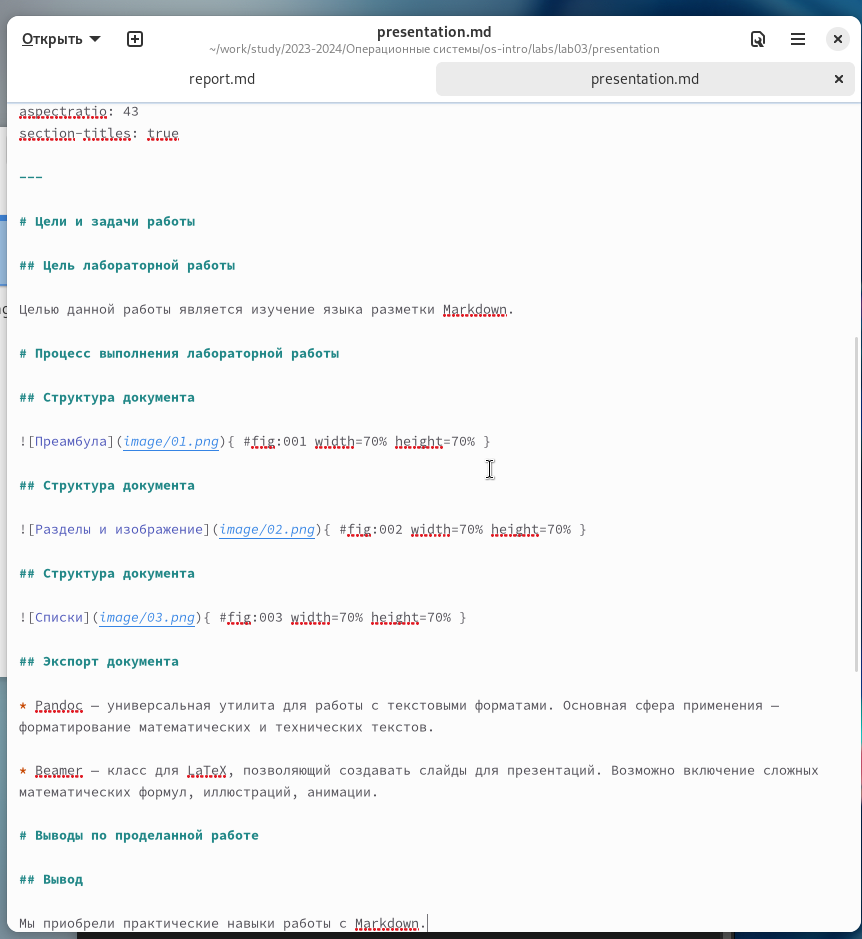 Открыть
presentation.md
~/work/study/2023-2024/Операционные системы/os-intro/labs/lab03/presentation
report.md
presentation.md
aspectratio: 43
section-titles: true
---
# Цели и задачи работы
## Цель лабораторной работы
Целью данной работы является изучение языка разметки Markdown.
# Процесс выполнения лабораторной работы
## Структура документа
![Преамбула](image/01.png){ #fig:001 width=70% height=70% }
## Структура документа
![Разделы и изображение](image/02.png){ #fig:002 width=70% height=70% }
## Структура документа
![Списки](image/03.png){ #fig:003 width=70% height=70% }
## Экспорт документа
* Pandoc — универсальная утилита для работы с текстовыми форматами. Основная сфера применения —
форматирование математических и технических текстов.
* Beamer — класс для LaTeX, позволяющий создавать слайды для презентаций. Возможно включение сложных
математических формул, иллюстраций, анимации.
# Выводы по проделанной работе
## Вывод
Мы приобрели практические навыки работы с Markdown.